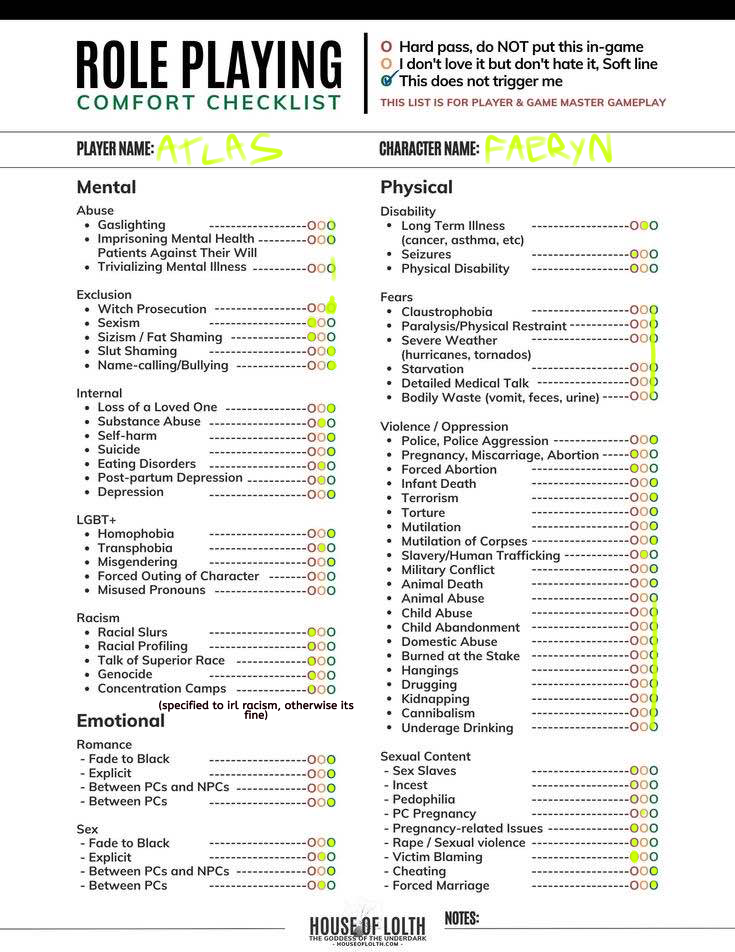 ROLE PLAYING
COMFORT CHECKLIST
O Hard pass, do NOT put this in-game
O I don't love it but don't hate it, Soft line
O This does not trigger me
THIS LIST IS FOR PLAYER & GAME MASTER GAMEPLAY
PLAYER NAME: ATLAS
CHARACTER NAME: FAERYN
Mental
Abuse
• Gaslighting ------------------OOO
• Imprisoning Mental Health ---------OOO
Patients Against Their Will
• Trivializing Mental Illness ----------OOO
Exclusion
• Witch Prosecution -----------------OOO
• Sexism ------------------OOO
• Sizism / Fat Shaming --------------OOO
• Slut Shaming ------------------OOO
• Name-calling/Bullying -------------OOO
Internal
• Loss of a Loved One ---------------OOO
• Substance Abuse ------------------OOO
• Self-harm ------------------OOO
• Suicide ------------------OOO
• Eating Disorders ------------------OOO
• Post-partum Depression -----------OOO
• Depression ------------------OOO
LGBT+
• Homophobia ------------------OOO
• Transphobia ------------------OOO
• Misgendering ------------------OOO
• Forced Outing of Character -------OOO
• Misused Pronouns -----------------OOO
Racism
• Racial Slurs ------------------OOO
• Racial Profiling ------------------OOO
• Talk of Superior Race -------------OOO
• Genocide ------------------OOO
• Concentration Camps -------------OOO
(specified to irl racism, otherwise its
fine)
Emotional
Romance
- Fade to Black ------------------OOO
- Explicit ------------------OOO
- Between PCs and NPCs -------------OOO
- Between PCs ------------------OOO
Sex
- Fade to Black ------------------OOO
- Explicit ------------------OOO
- Between PCs and NPCs -------------OOO
- Between PCs ------------------OOO
Physical
Disability
• Long Term Illness ------------------OOO
(cancer, asthma, etc)
• Seizures ------------------OOO
• Physical Disability ------------------OOO
Fears
• Claustrophobia ------------------OOO
• Paralysis/Physical Restraint -----------OOO
• Severe Weather ------------------OOO
(hurricanes, tornados)
• Starvation ------------------OOO
• Detailed Medical Talk -----------------OOO
• Bodily Waste (vomit, feces, urine) -----OOO
Violence / Oppression
• Police, Police Aggression --------------OOO
• Pregnancy, Miscarriage, Abortion -----OOO
• Forced Abortion ------------------OOO
• Infant Death ------------------OOO
• Terrorism ------------------OOO
• Torture ------------------OOO
• Mutilation ------------------OOO
• Mutilation of Corpses ------------------OOO
• Slavery/Human Trafficking ------------OOO
• Military Conflict ------------------OOO
• Animal Death ------------------OOO
• Animal Abuse ------------------OOO
• Child Abuse ------------------OOO
• Child Abandonment ------------------OOO
• Domestic Abuse ------------------OOO
• Burned at the Stake ------------------OOO
• Hangings ------------------OOO
• Drugging ------------------OOO
• Kidnapping ------------------OOO
• Cannibalism ------------------OOO
• Underage Drinking ------------------OOO
Sexual Content
- Sex Slaves ------------------OOO
- Incest ------------------OOO
- Pedophilia ------------------OOO
- PC Pregnancy ------------------OOO
- Pregnancy-related Issues ---------------OOO
- Rape / Sexual violence ------------------OOO
- Victim Blaming ------------------OOO
- Cheating ------------------OOO
- Forced Marriage ------------------OOO
HOUSE OF LOLTH
THE GODDESS OF THE UNDERDARK
- HOUSEOFLOLTH.COM -
NOTES: